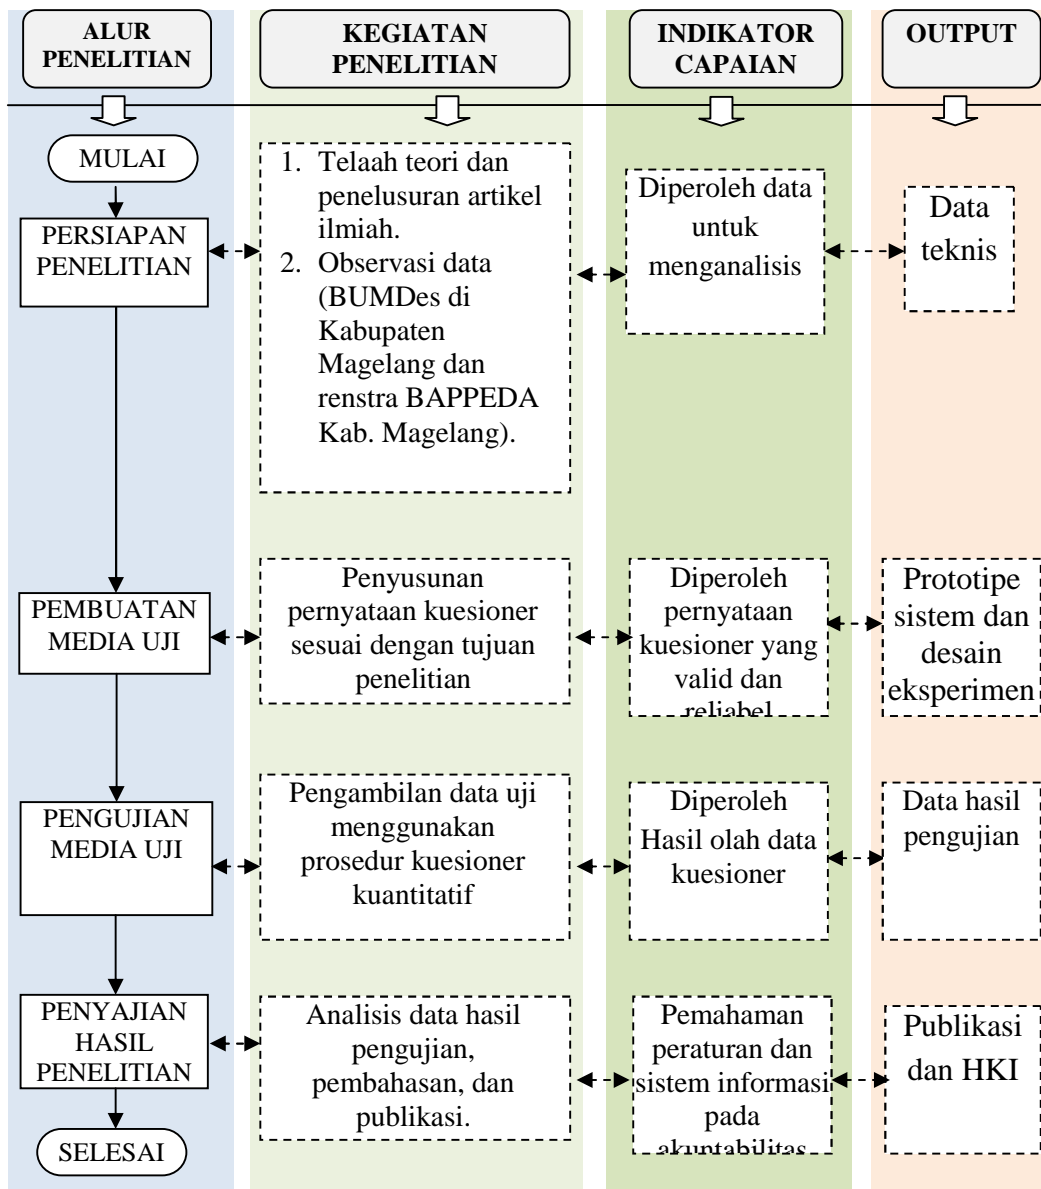 ALUR
PENELITIAN
KEGIATAN
PENELITIAN
INDIKATOR
CAPAIAN
OUTPUT
MULAI
PERSIAPAN
PENELITIAN
1. Telaah teori dan
penelusuran artikel
ilmiah.
2. Observasi data
(BUMDes di
Kabupaten
Magelang dan
renstra BAPPEDA
Kab. Magelang).
Diperoleh data
untuk
menganalisis
Data
teknis
PEMBUATAN
MEDIA UJI
Penyusunan
pernyataan kuesioner
sesuai dengan tujuan
penelitian
Diperoleh
pernyataan
kuesioner yang
valid dan
reliabel
Prototipe
sistem dan
desain
eksperimen
PENGUJIAN
MEDIA UJI
Pengambilan data uji
menggunakan
prosedur kuesioner
kuantitatif
Diperoleh
Hasil olah data
kuesioner
Data hasil
pengujian
PENYAJIAN
HASIL
PENELITIAN
Analisis data hasil
pengujian,
pembahasan, dan
publikasi.
Pemahaman
peraturan dan
sistem informasi
pada
akuntabilitas
Publikasi
dan HKI
SELESAI